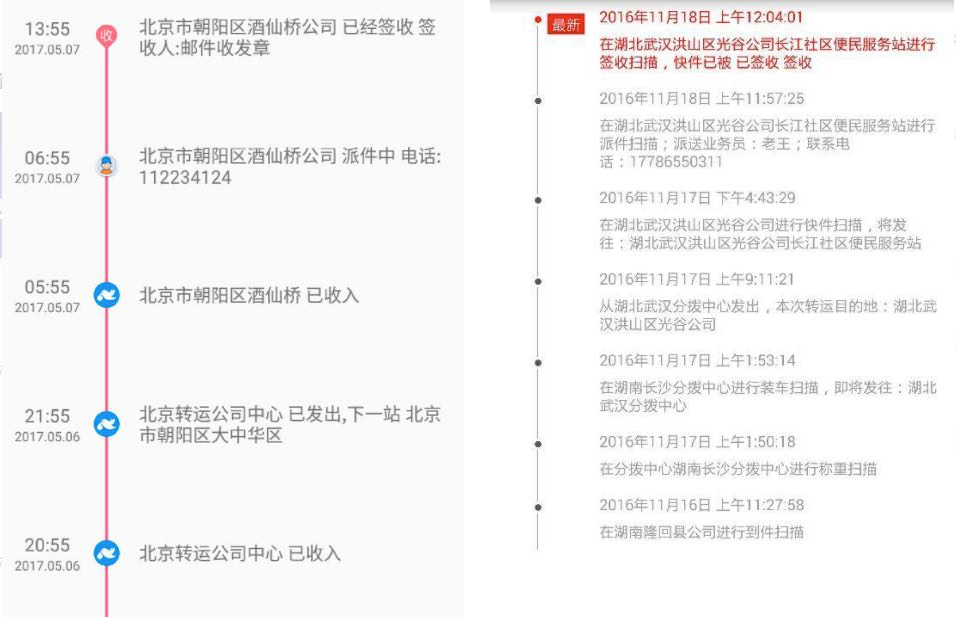 13:55
2017.05.07
收
北京市朝阳区酒仙桥公司 已经签收 签
收人:邮件收发章
06:55
2017.05.07
北京市朝阳区酒仙桥公司 派件中 电话:
112234124
05:55
2017.05.07
北京市朝阳区酒仙桥 已收入
21:55
2017.05.06
北京转运公司中心 已发出,下一站 北京
市朝阳区大中华区
20:55
2017.05.06
北京转运公司中心 已收入
最新
2016年11月18日 上午12:04:01
在湖北武汉洪山区光谷公司长江社区便民服务站进行
签收扫描，快件已被 已签收 签收
2016年11月18日 上午11:57:25
在湖北武汉洪山区光谷公司长江社区便民服务站进行
派件扫描；派送业务员：老王；联系电
话：17786550311
2016年11月17日 下午4:43:29
在湖北武汉洪山区光谷公司进行快件扫描，将发
往：湖北武汉洪山区光谷公司长江社区便民服务站
2016年11月17日 上午9:11:21
从湖北武汉分拨中心发出，本次转运目的地：湖北武
汉洪山区光谷公司
2016年11月17日 上午1:53:14
在湖南长沙分拨中心进行装车扫描，即将发往：湖北
武汉分拨中心
2016年11月17日 上午1:50:18
在分拨中心湖南长沙分拨中心进行称重扫描
2016年11月16日 上午11:27:58
在湖南隆回县公司进行到件扫描